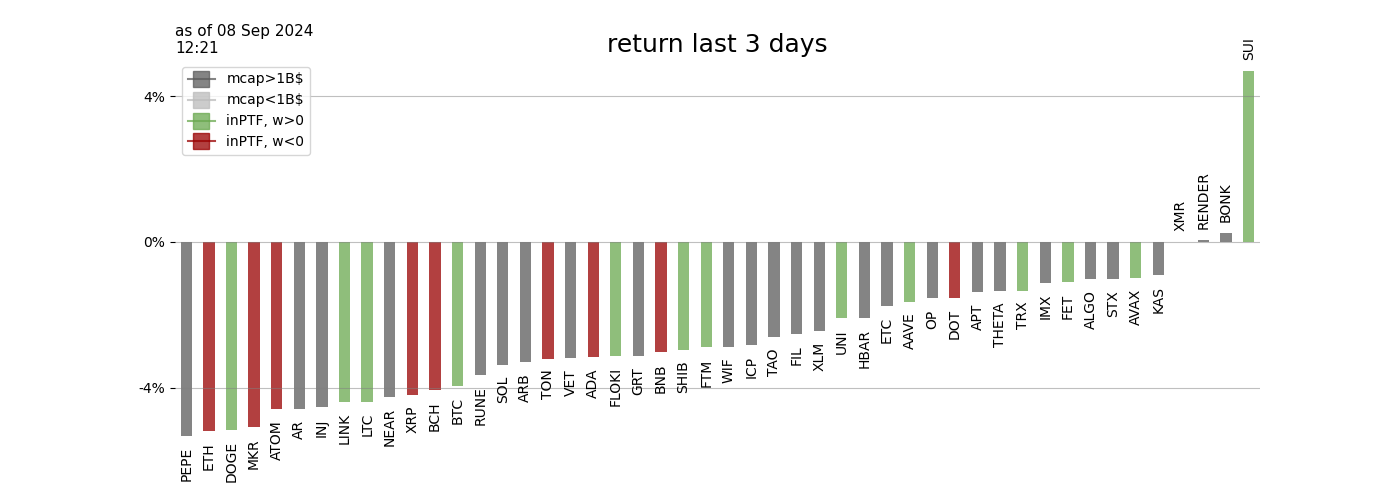 as of 08 Sep 2024
12:21
return last 3 days
mcap>1B$
mcap<1B$
inPTF, w>0
inPTF, w<0
4%
0%
-4%
PEPE
ETH
DOGE
MKR
ATOM
AR
INJ
LINK
LTC
NEAR
XRP
BCH
BTC
RUNE
SOL
ARB
TON
VET
ADA
FLOKI
GRT
BNB
SHIB
FTM
WIF
ICP
TAO
FIL
XLM
UNI
HBAR
ETC
AAVE
OP
DOT
APT
THETA
TRX
IMX
FET
ALGO
STX
AVAX
KAS
XMR
RENDER
BONK
SUI